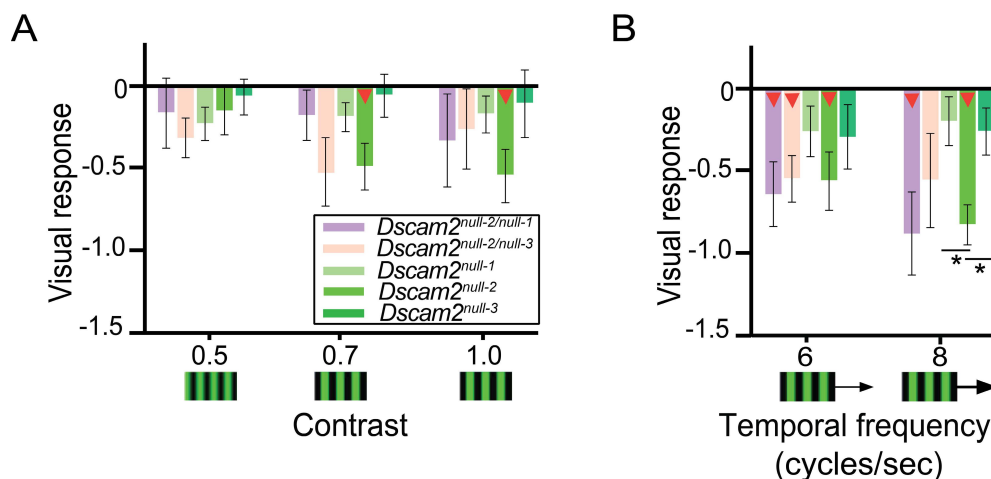 A
B
Visual response
0
-0.5
-1.0
-1.5
Dscam2null-2/null-1
Dscam2null-2/null-3
Dscam2null-1
Dscam2null-2
Dscam2null-3
0.5
0.7
1.0
Contrast
Visual response
0
-0.5
-1.0
-1.5
*
*
6
8
Temporal frequency
(cycles/sec)